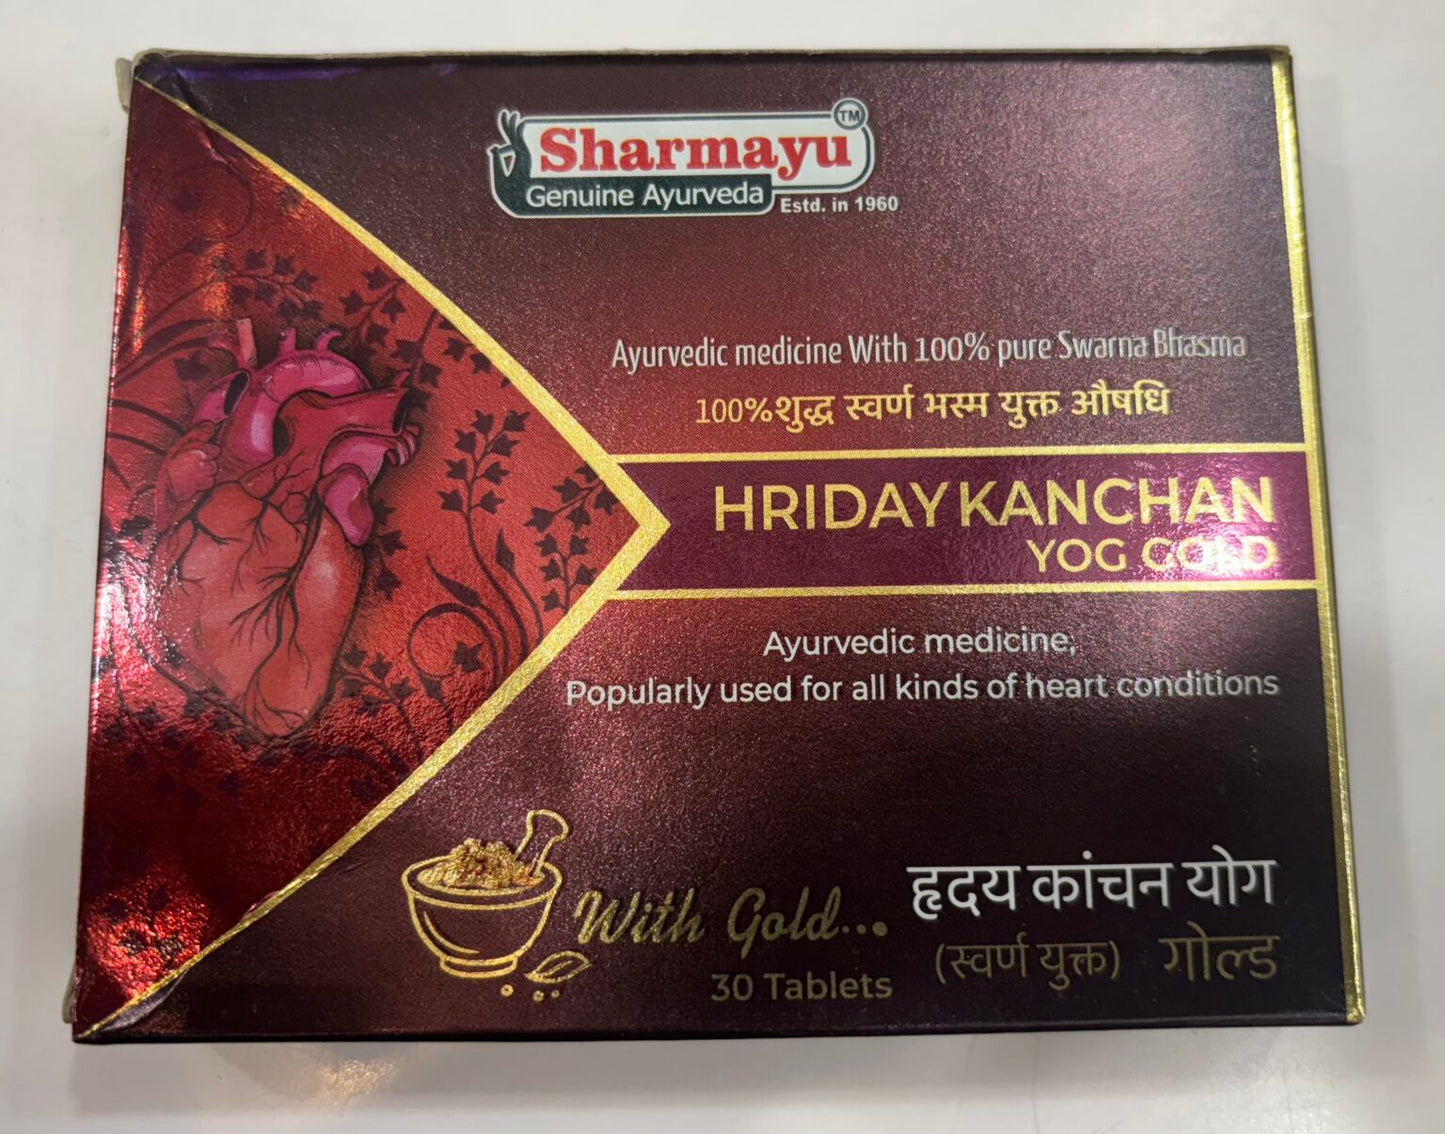 Sharmayu TM
Genuine Ayurveda
Estd. in 1960
Ayurvedic medicine With 100% pure Swarna Bhasma
100%शुद्ध स्वर्ण भस्म युक्त औषधि
HRIDAY KANCHAN
YOG GOLD
Ayurvedic medicine,
Popularly used for all kinds of heart conditions
With Gold...
30 Tablets
हृदय कांचन योग
(स्वर्ण युक्त) गोल्ड